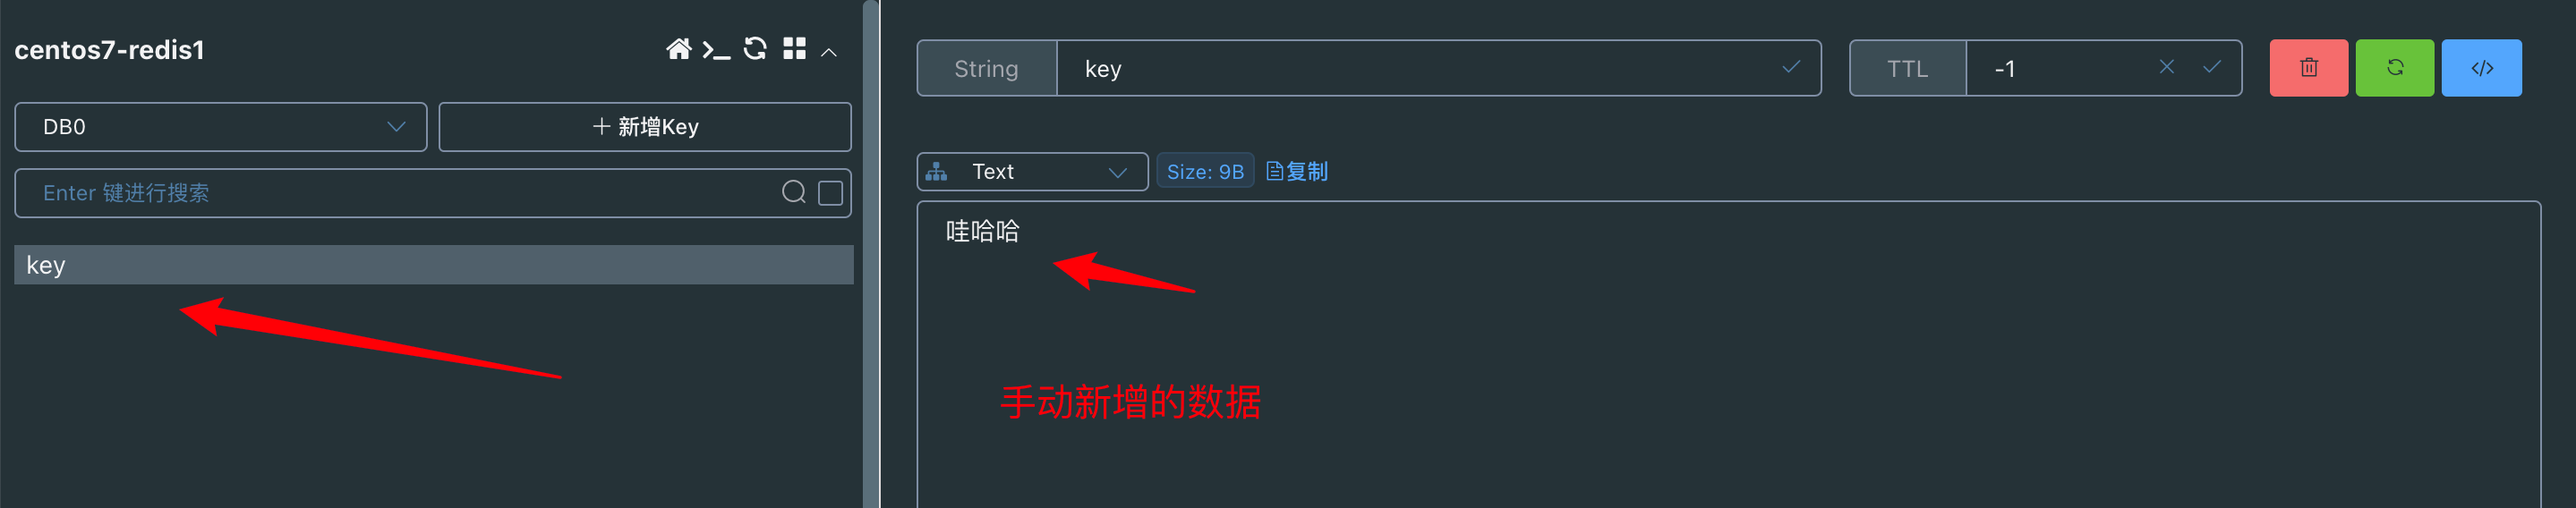 centos7-redis1
DB0
新增Key
Enter 键进行搜索
key
String key
TTL -1
Text Size: 9B 复制
哇哈哈
手动新增的数据